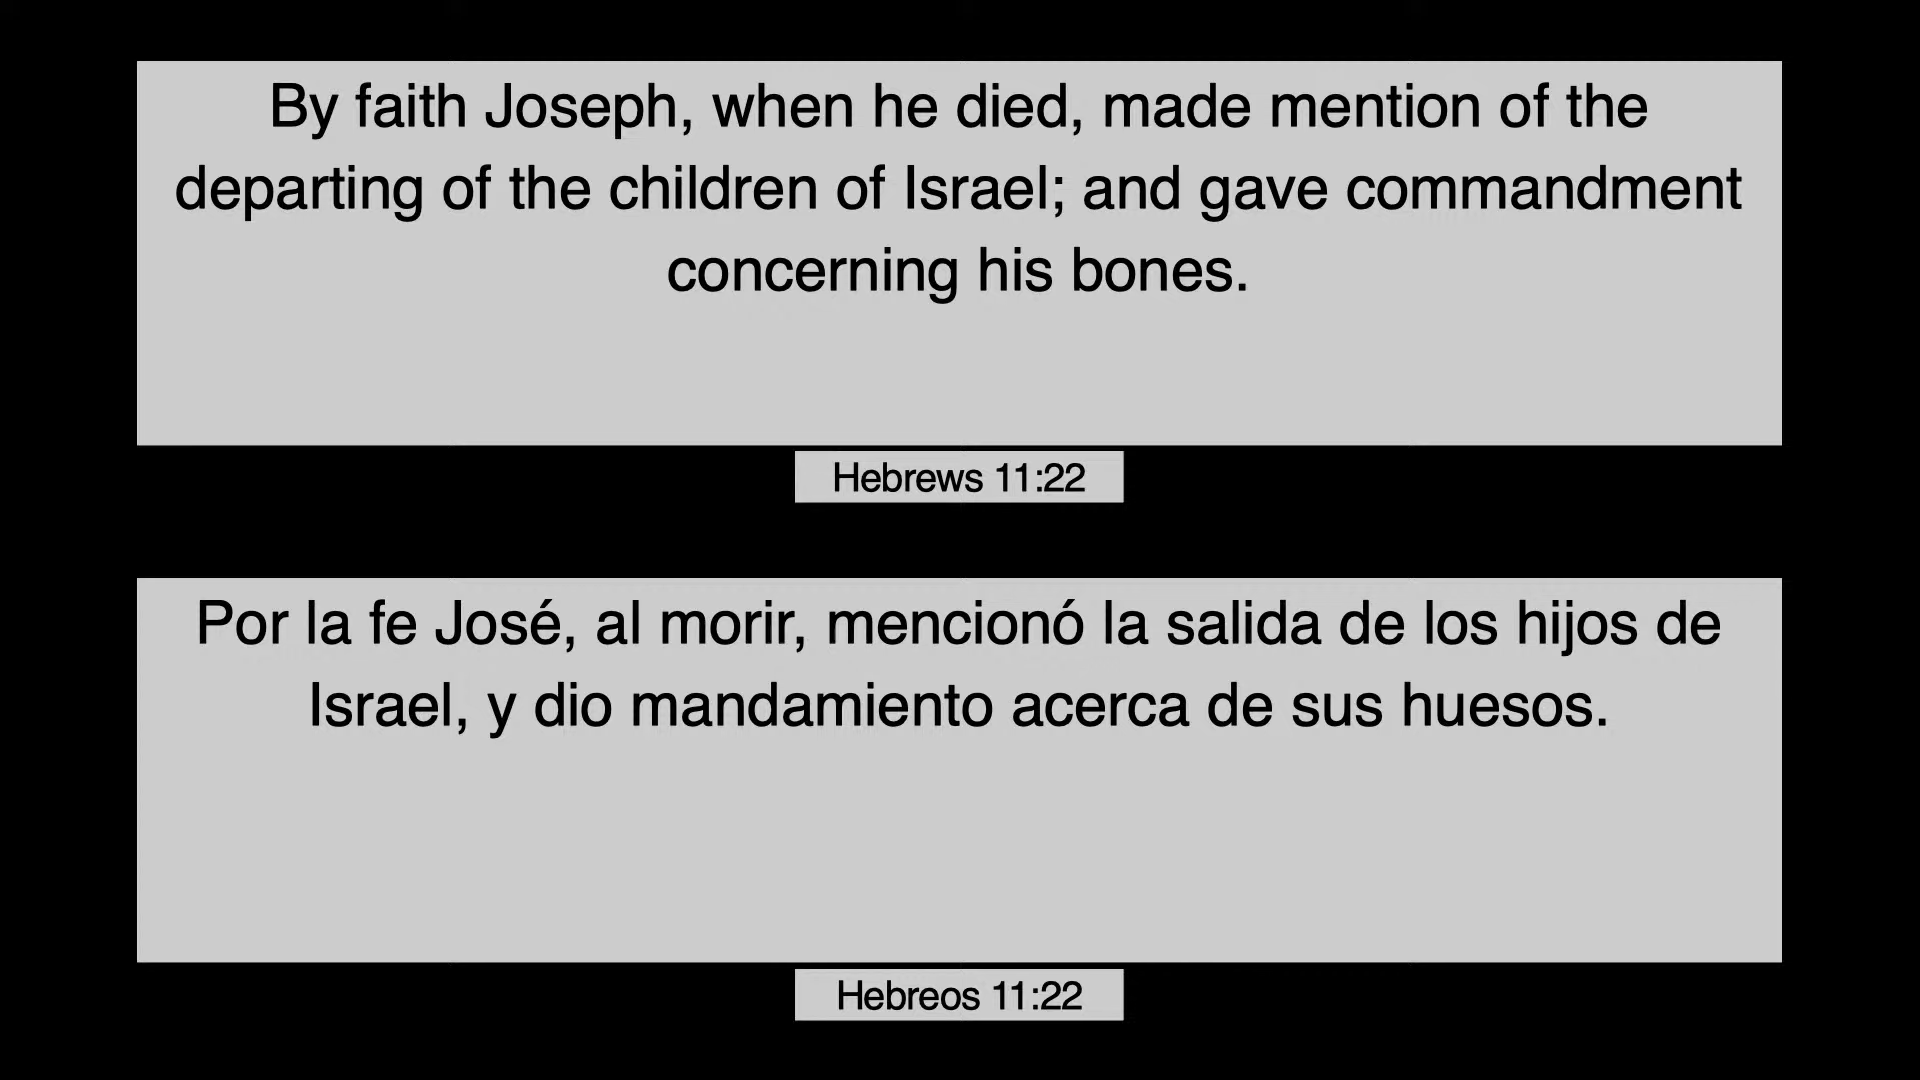 By faith Joseph, when he died, made mention of the
departing of the children of Israel; and gave commandment
concerning his bones.
Hebrews 11:22
Por la fe José, al morir, mencionó la salida de los hijos de
Israel, y dio mandamiento acerca de sus huesos.
Hebreos 11:22